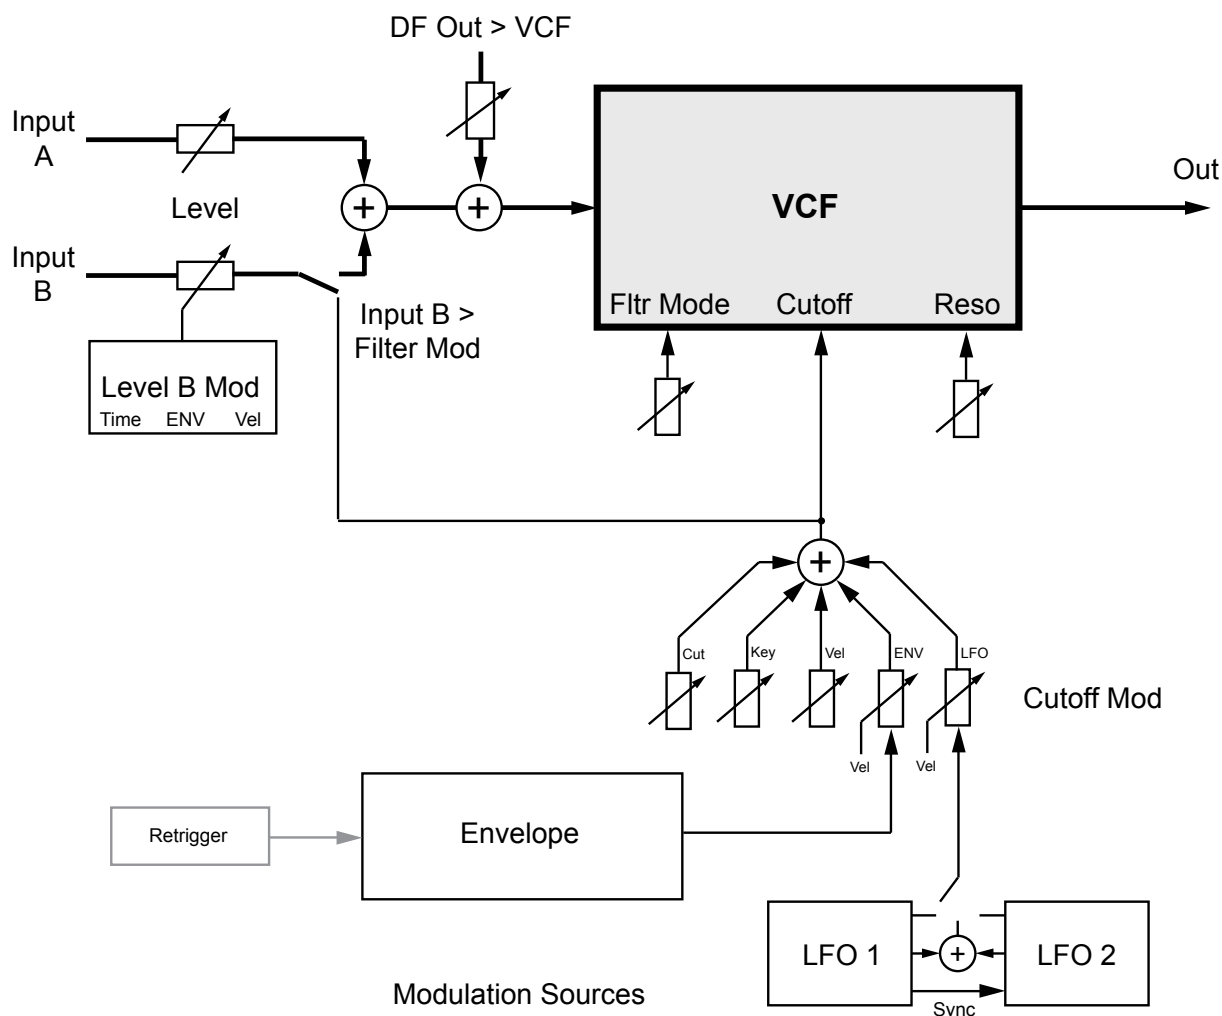 DF Out > VCF
Input
A
Level
Input
B
Input B >
Filter Mod
Level B Mod
Time ENV Vel
VCF
Fltr Mode Cutoff Reso
Out
+
+
+
Cut Key Vel ENV LFO
Cutoff Mod
Vel Vel
Retrigger
Envelope
LFO 1
+
LFO 2
Sync
Modulation Sources